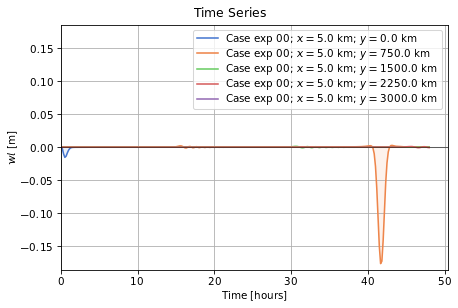 Time Series
Case exp 00; x = 5.0 km; y = 0.0 km
Case exp 00; x = 5.0 km; y = 750.0 km
Case exp 00; x = 5.0 km; y = 1500.0 km
Case exp 00; x = 5.0 km; y = 2250.0 km
Case exp 00; x = 5.0 km; y = 3000.0 km
wl [m]
0.15
0.10
0.05
0.00
−0.05
−0.10
−0.15
0 10 20 30 40 50
Time [hours]